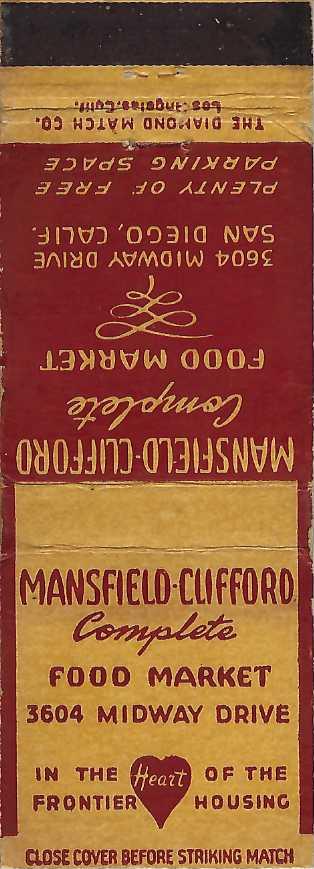 MANSFIELD-CLIFFORD
Complete
FOOD MARKET
3604 MIDWAY DRIVE
SAN DIEGO, CALIF.
PLENTY OF FREE
PARKING SPACE
THE DIAMOND MATCH CO.
Los Angeles, Calif.
MANSFIELD-CLIFFORD
Complete
FOOD MARKET
3604 MIDWAY DRIVE
IN THE Heart OF THE
FRONTIER HOUSING
CLOSE COVER BEFORE STRIKING MATCH